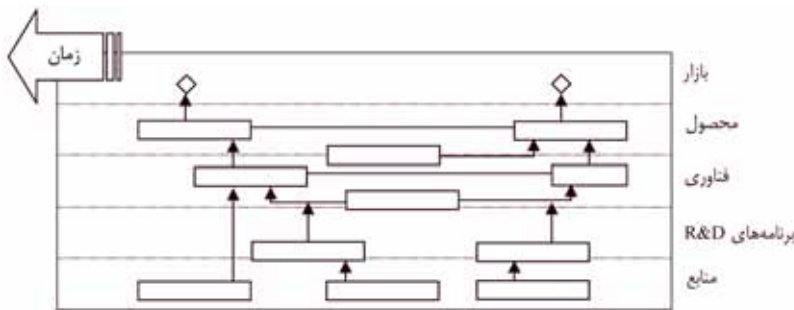 زمان
بازار
محصول
فناوری
برنامه‌های R&D
منابع